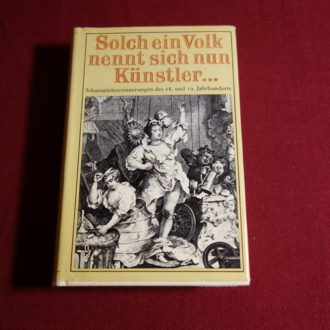 Solch ein Volk
nennt sich nun
Künstler...
Schauspielererinnerungen des 18. und 19. Jahrhunderts